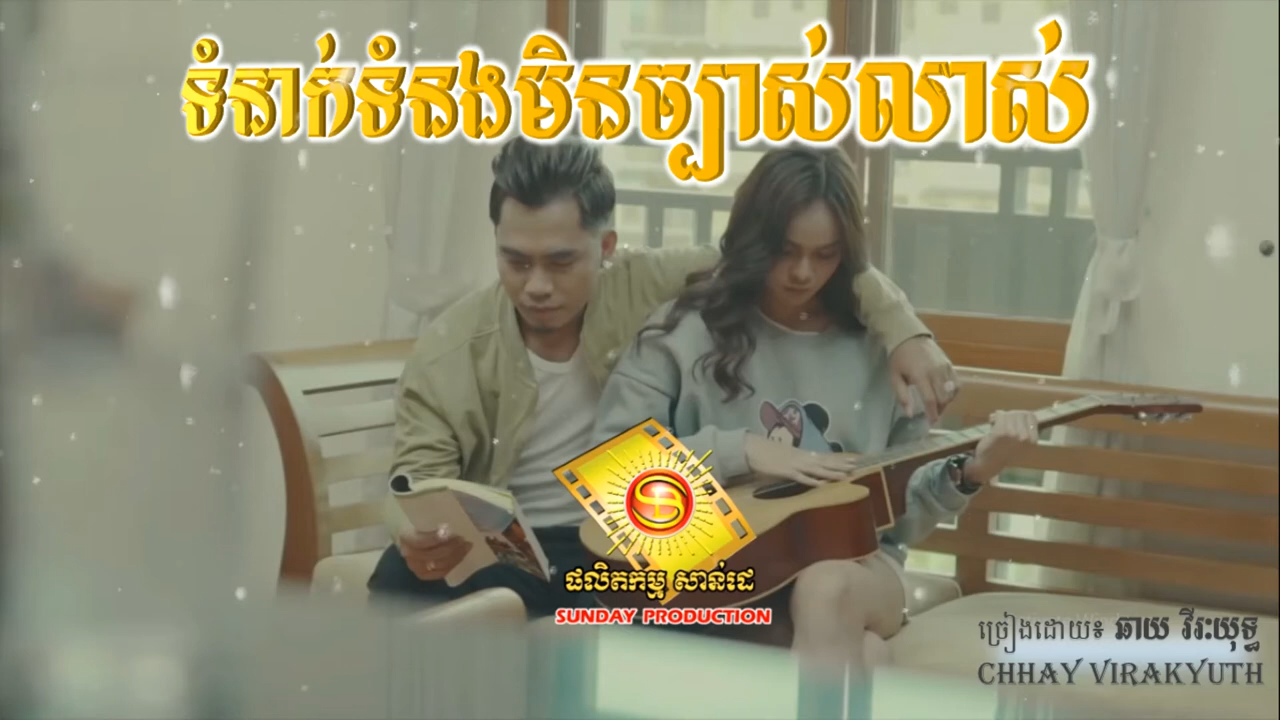 ទំនាក់ទំនងមិនច្បាស់លាស់
ផលិតកម្ម សាន់ដេ
SUNDAY PRODUCTION
ច្រៀងដោយ៖ ឆាយ វីរៈយុទ្ធ
CHHAY VIRAKYUTH